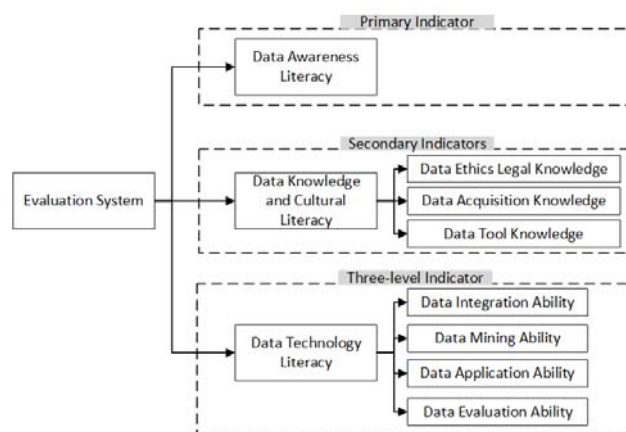 Primary Indicator
Data Awareness
Literacy
Secondary Indicators
Evaluation System
Data Knowledge
and Cultural
Literacy
Data Ethics Legal Knowledge
Data Acquisition Knowledge
Data Tool Knowledge
Three-level Indicator
Data Technology
Literacy
Data Integration Ability
Data Mining Ability
Data Application Ability
Data Evaluation Ability